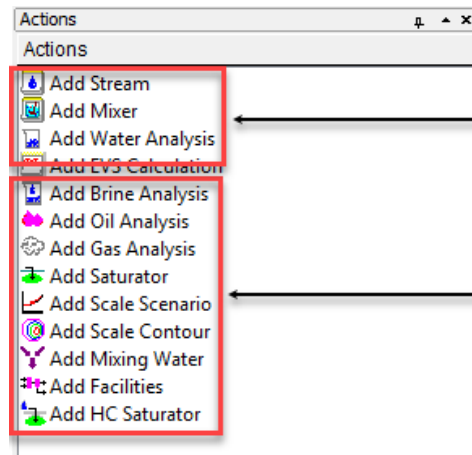 Actions
Actions
Add Stream
Add Mixer
Add Water Analysis
Add EVS Calculation
Add Brine Analysis
Add Oil Analysis
Add Gas Analysis
Add Saturator
Add Scale Scenario
Add Scale Contour
Add Mixing Water
Add Facilities
Add HC Saturator